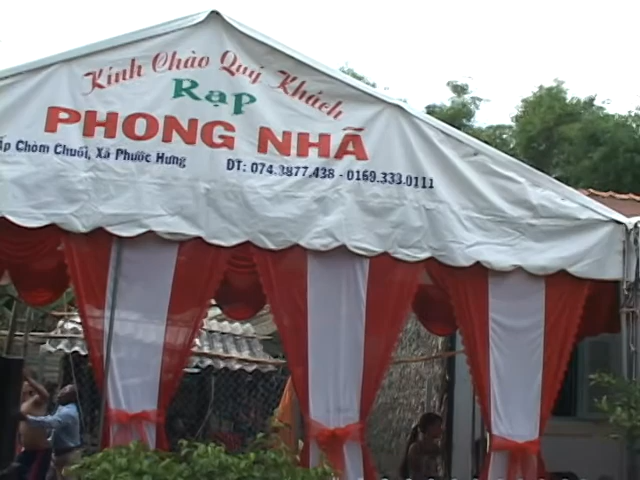 Kính Chào Quý Khách
Rạp
PHONG NHÃ
ấp Chòm Chuối, Xã Phước Hưng
ĐT: 074.3877.438 - 0169.333.0111